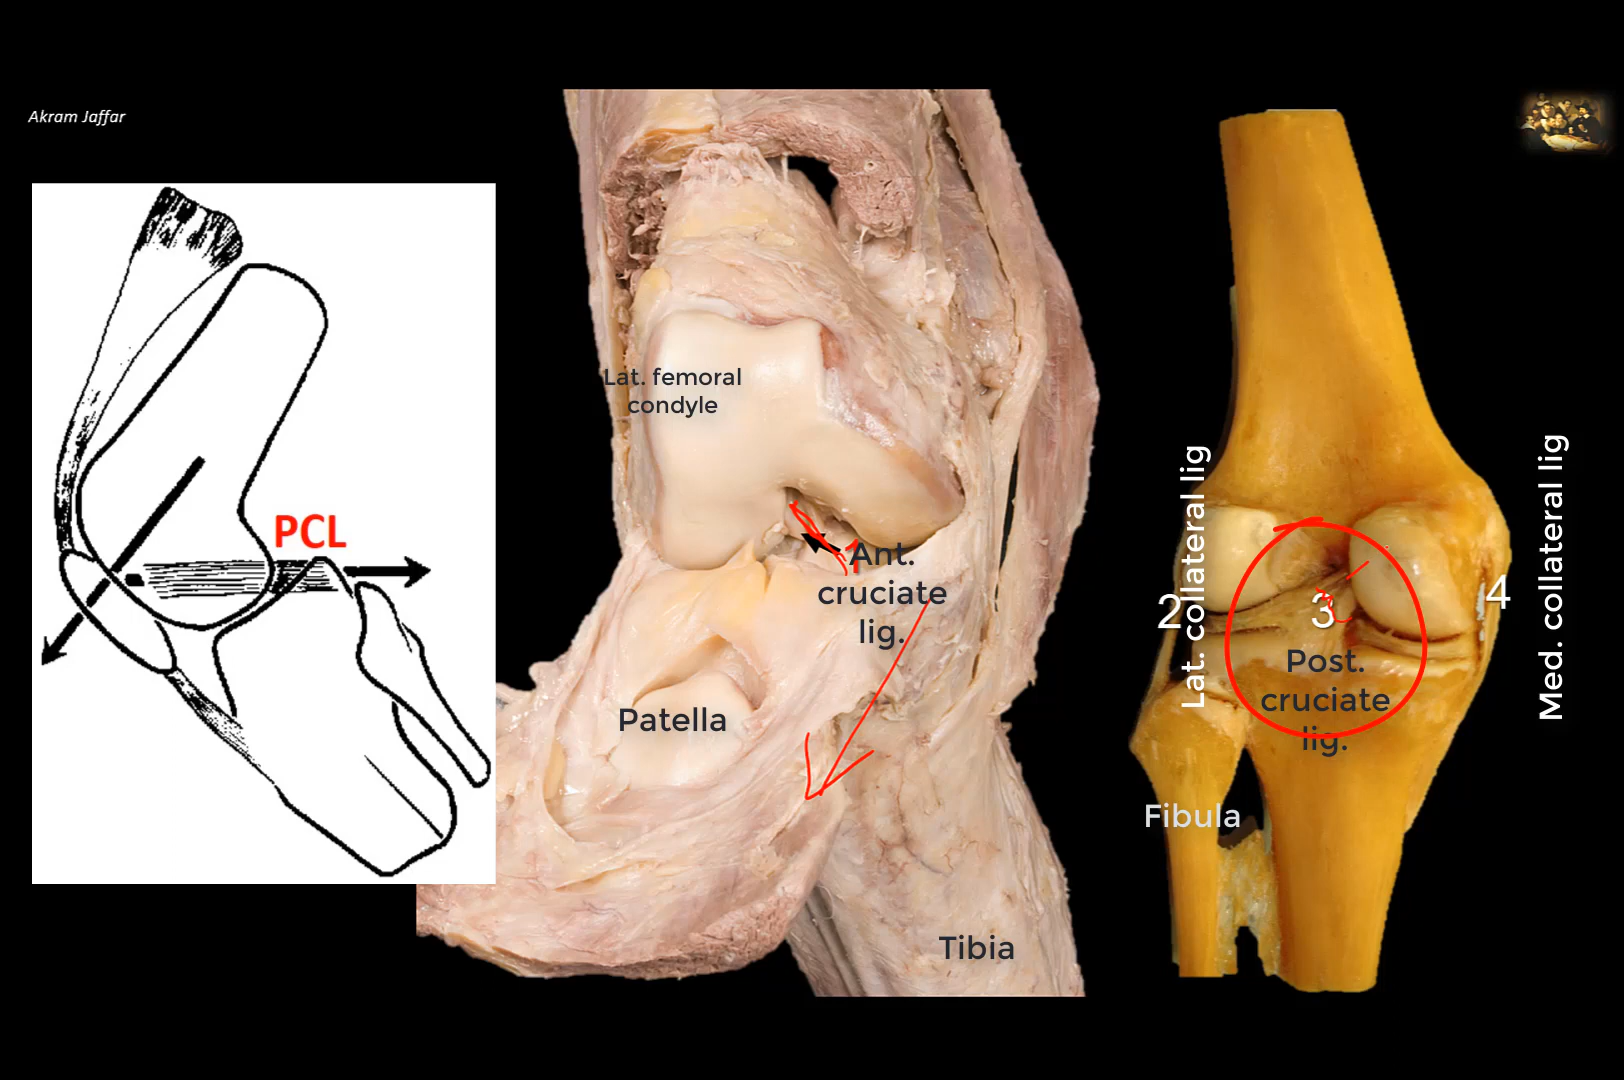 Akram Jaffar
PCL
Lat. femoral
condyle
1
Ant.
cruciate
lig.
Patella
Tibia
2
Lat. collateral lig
3
Post.
cruciate
lig.
4
Med. collateral lig
Fibula